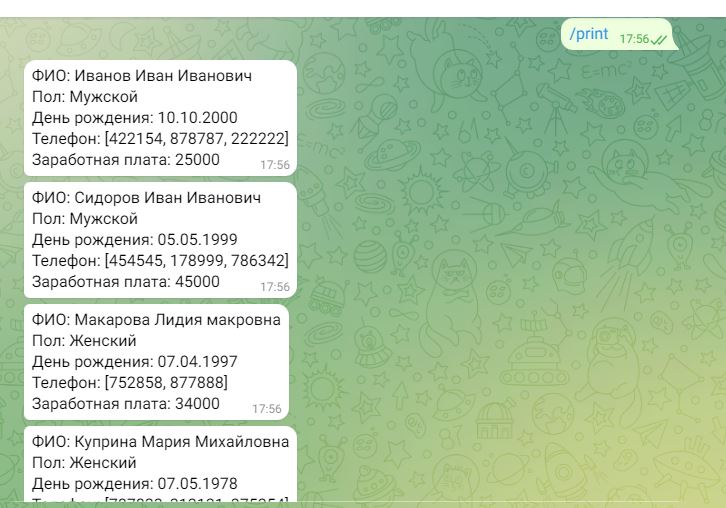 /print 17:56
ФИО: Иванов Иван Иванович
Пол: Мужской
День рождения: 10.10.2000
Телефон: [422154, 878787, 222222]
Заработная плата: 25000 17:56
ФИО: Сидоров Иван Иванович
Пол: Мужской
День рождения: 05.05.1999
Телефон: [454545, 178999, 786342]
Заработная плата: 45000 17:56
ФИО: Макарова Лидия макровна
Пол: Женский
День рождения: 07.04.1997
Телефон: [752858, 877888]
Заработная плата: 34000 17:56
ФИО: Куприна Мария Михайловна
Пол: Женский
День рождения: 07.05.1978
Телефон: